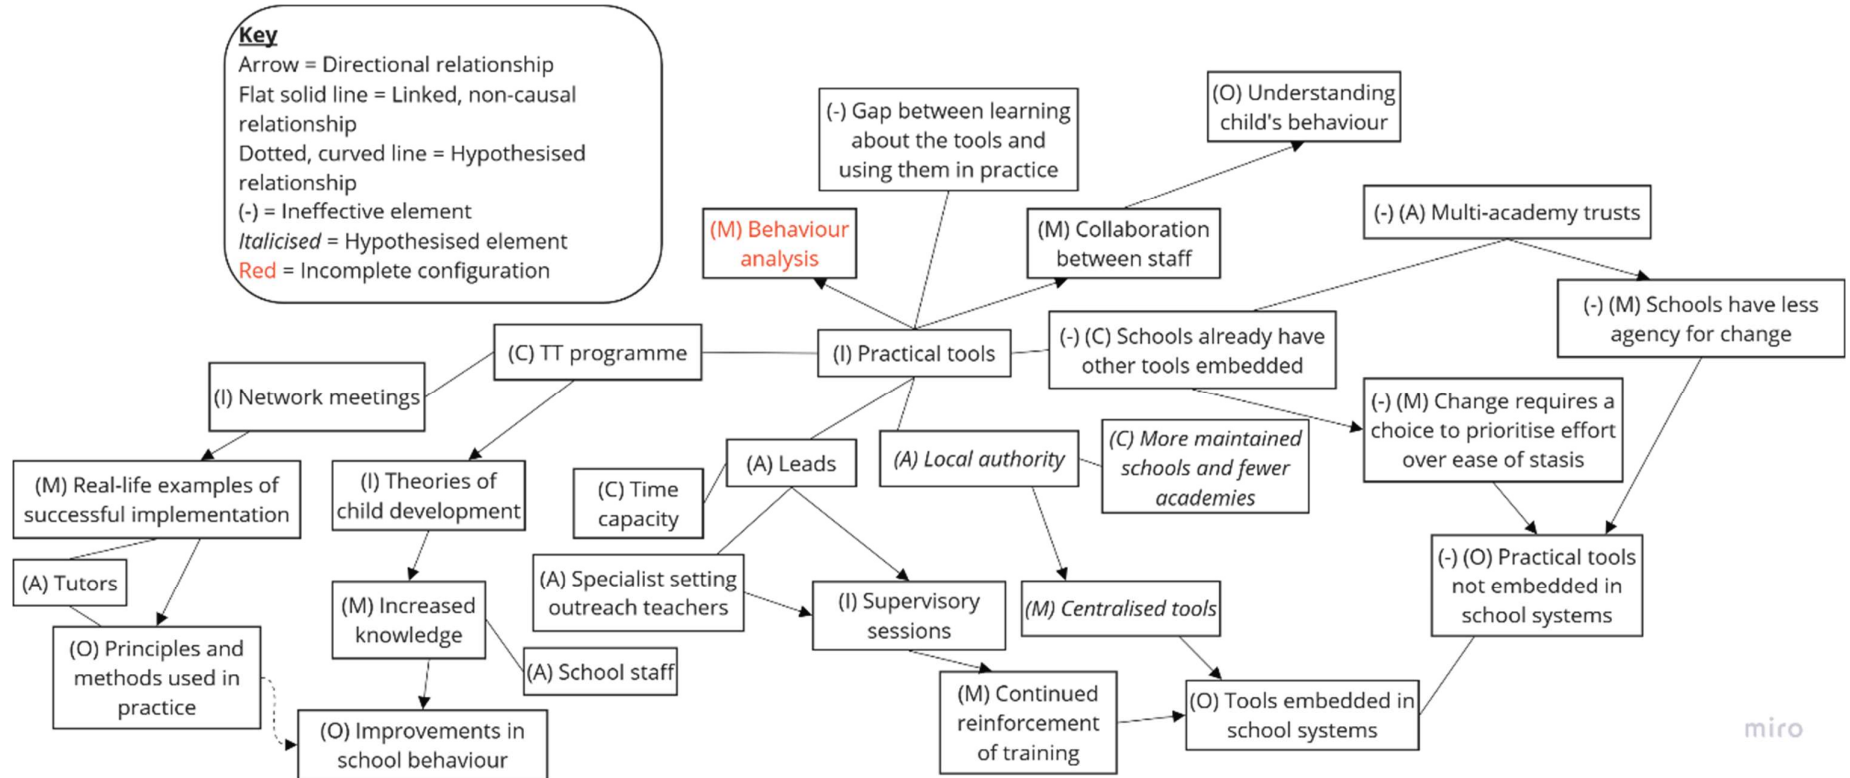 Key
Arrow = Directional relationship
Flat solid line = Linked, non-causal
relationship
Dotted, curved line = Hypothesised
relationship
(-) = Ineffective element
Italicised = Hypothesised element
Red = Incomplete configuration
(-) Gap between learning
about the tools and
using them in practice
(O) Understanding
child's behaviour
(M) Behaviour
analysis
(M) Collaboration
between staff
(-) (A) Multi-academy trusts
(-) (M) Schools have less
agency for change
(C) TT programme
(I) Practical tools
(-) (C) Schools already have
other tools embedded
(I) Network meetings
(-) (M) Change requires a
choice to prioritise effort
over ease of stasis
(M) Real-life examples of
successful implementation
(I) Theories of
child development
(C) Time
capacity
(A) Leads
(A) Local authority
(C) More maintained
schools and fewer
academies
(A) Tutors
(M) Increased
knowledge
(A) Specialist setting
outreach teachers
(I) Supervisory
sessions
(M) Centralised tools
(-) (O) Practical tools
not embedded in
school systems
(O) Principles and
methods used in
practice
(A) School staff
(O) Improvements in
school behaviour
(M) Continued
reinforcement
of training
(O) Tools embedded in
school systems
miro